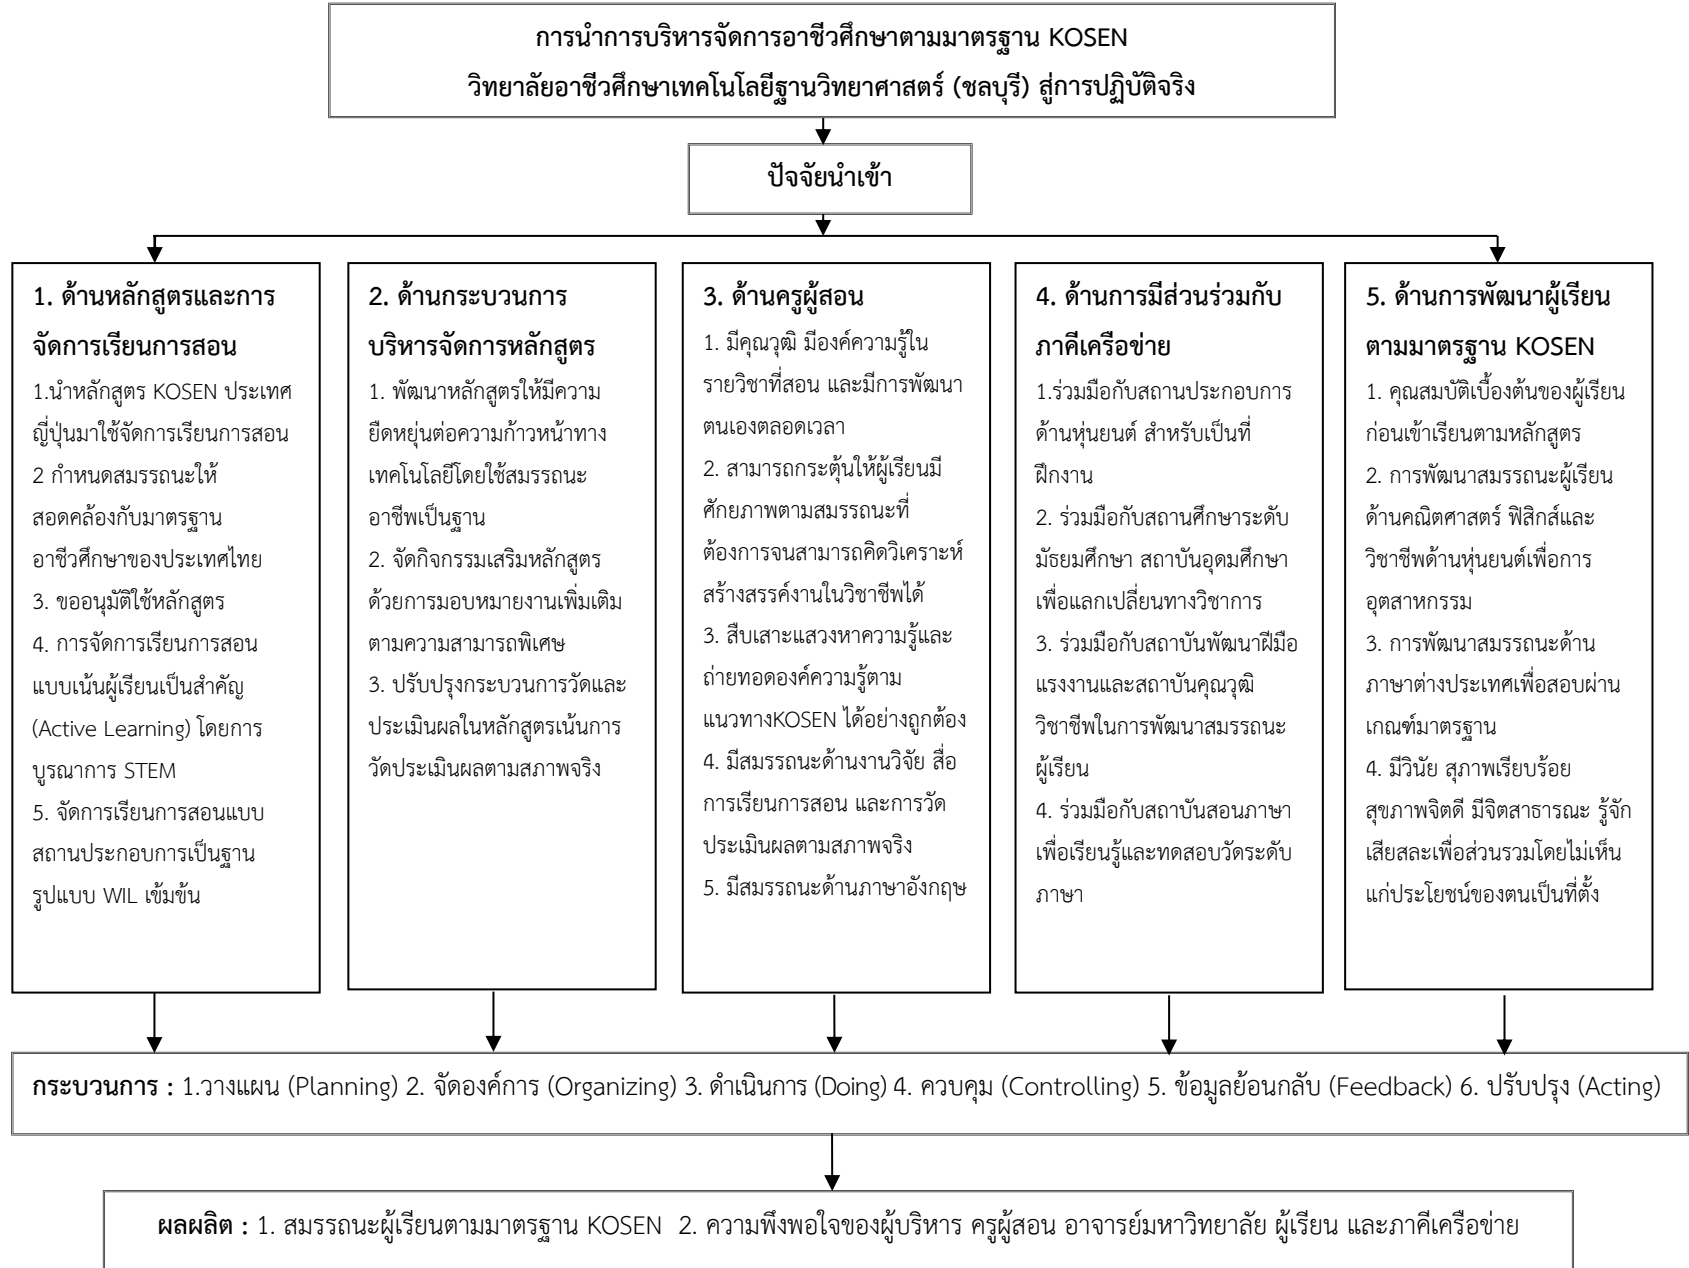 การนำการบริหารจัดการอาชีวศึกษาตามมาตรฐาน KOSEN
วิทยาลัยอาชีวศึกษาเทคโนโลยีฐานวิทยาศาสตร์ (ชลบุรี) สู่การปฏิบัติจริง
ปัจจัยนำเข้า
1. ด้านหลักสูตรและการ
จัดการเรียนการสอน
1.นำหลักสูตร KOSEN ประเทศ
ญี่ปุ่นมาใช้จัดการเรียนการสอน
2 กำหนดสมรรถนะให้
สอดคล้องกับมาตรฐาน
อาชีวศึกษาของประเทศไทย
3. ขออนุมัติใช้หลักสูตร
4. การจัดการเรียนการสอน
แบบเน้นผู้เรียนเป็นสำคัญ
(Active Learning) โดยการ
บูรณาการ STEM
5. จัดการเรียนการสอนแบบ
สถานประกอบการเป็นฐาน
รูปแบบ WIL เข้มข้น
2. ด้านกระบวนการ
บริหารจัดการหลักสูตร
1. พัฒนาหลักสูตรให้มีความ
ยืดหยุ่นต่อความก้าวหน้าทาง
เทคโนโลยีโดยใช้สมรรถนะ
อาชีพเป็นฐาน
2. จัดกิจกรรมเสริมหลักสูตร
ด้วยการมอบหมายงานเพิ่มเติม
ตามความสามารถพิเศษ
3. ปรับปรุงกระบวนการวัดและ
ประเมินผลในหลักสูตรเน้นการ
วัดประเมินผลตามสภาพจริง
3. ด้านครูผู้สอน
1. มีคุณวุฒิ มีองค์ความรู้ใน
รายวิชาที่สอน และมีการพัฒนา
ตนเองตลอดเวลา
2. สามารถกระตุ้นให้ผู้เรียนมี
ศักยภาพตามสมรรถนะที่
ต้องการจนสามารถคิดวิเคราะห์
สร้างสรรค์งานในวิชาชีพได้
3. สืบเสาะแสวงหาความรู้และ
ถ่ายทอดองค์ความรู้ตาม
แนวทางKOSEN ได้อย่างถูกต้อง
4. มีสมรรถนะด้านงานวิจัย สื่อ
การเรียนการสอน และการวัด
ประเมินผลตามสภาพจริง
5. มีสมรรถนะด้านภาษาอังกฤษ
4. ด้านการมีส่วนร่วมกับ
ภาคีเครือข่าย
1.ร่วมมือกับสถานประกอบการ
ด้านหุ่นยนต์ สำหรับเป็นที่
ฝึกงาน
2. ร่วมมือกับสถานศึกษาระดับ
มัธยมศึกษา สถาบันอุดมศึกษา
เพื่อแลกเปลี่ยนทางวิชาการ
3. ร่วมมือกับสถาบันพัฒนาฝีมือ
แรงงานและสถาบันคุณวุฒิ
วิชาชีพในการพัฒนาสมรรถนะ
ผู้เรียน
4. ร่วมมือกับสถาบันสอนภาษา
เพื่อเรียนรู้และทดสอบวัดระดับ
ภาษา
5. ด้านการพัฒนาผู้เรียน
ตามมาตรฐาน KOSEN
1. คุณสมบัติเบื้องต้นของผู้เรียน
ก่อนเข้าเรียนตามหลักสูตร
2. การพัฒนาสมรรถนะผู้เรียน
ด้านคณิตศาสตร์ ฟิสิกส์และ
วิชาชีพด้านหุ่นยนต์เพื่อการ
อุตสาหกรรม
3. การพัฒนาสมรรถนะด้าน
ภาษาต่างประเทศเพื่อสอบผ่าน
เกณฑ์มาตรฐาน
4. มีวินัย สุภาพเรียบร้อย
สุขภาพจิตดี มีจิตสาธารณะ รู้จัก
เสียสละเพื่อส่วนรวมโดยไม่เห็น
แก่ประโยชน์ของตนเป็นที่ตั้ง
กระบวนการ : 1.วางแผน (Planning) 2. จัดองค์การ (Organizing) 3. ดำเนินการ (Doing) 4. ควบคุม (Controlling) 5. ข้อมูลย้อนกลับ (Feedback) 6. ปรับปรุง (Acting)
ผลผลิต : 1. สมรรถนะผู้เรียนตามมาตรฐาน KOSEN 2. ความพึงพอใจของผู้บริหาร ครูผู้สอน อาจารย์มหาวิทยาลัย ผู้เรียน และภาคีเครือข่าย